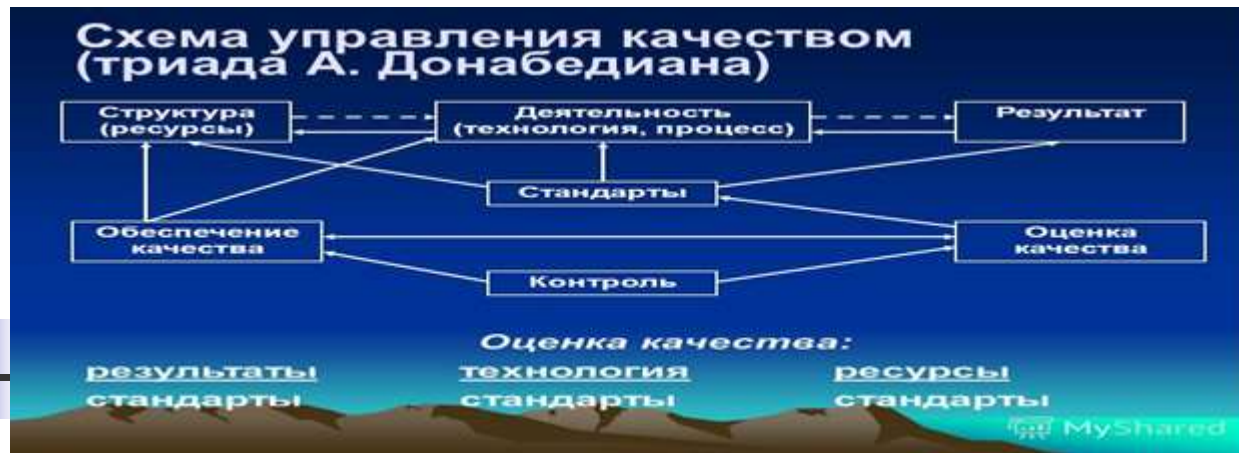 Схема управления качеством
(триада А. Донабедиана)
Структура
(ресурсы)
Деятельность
(технология, процесс)
Результат
Стандарты
Обеспечение
качества
Оценка
качества
Контроль
Оценка качества:
результаты технология ресурсы
стандарты стандарты стандарты
MyShared